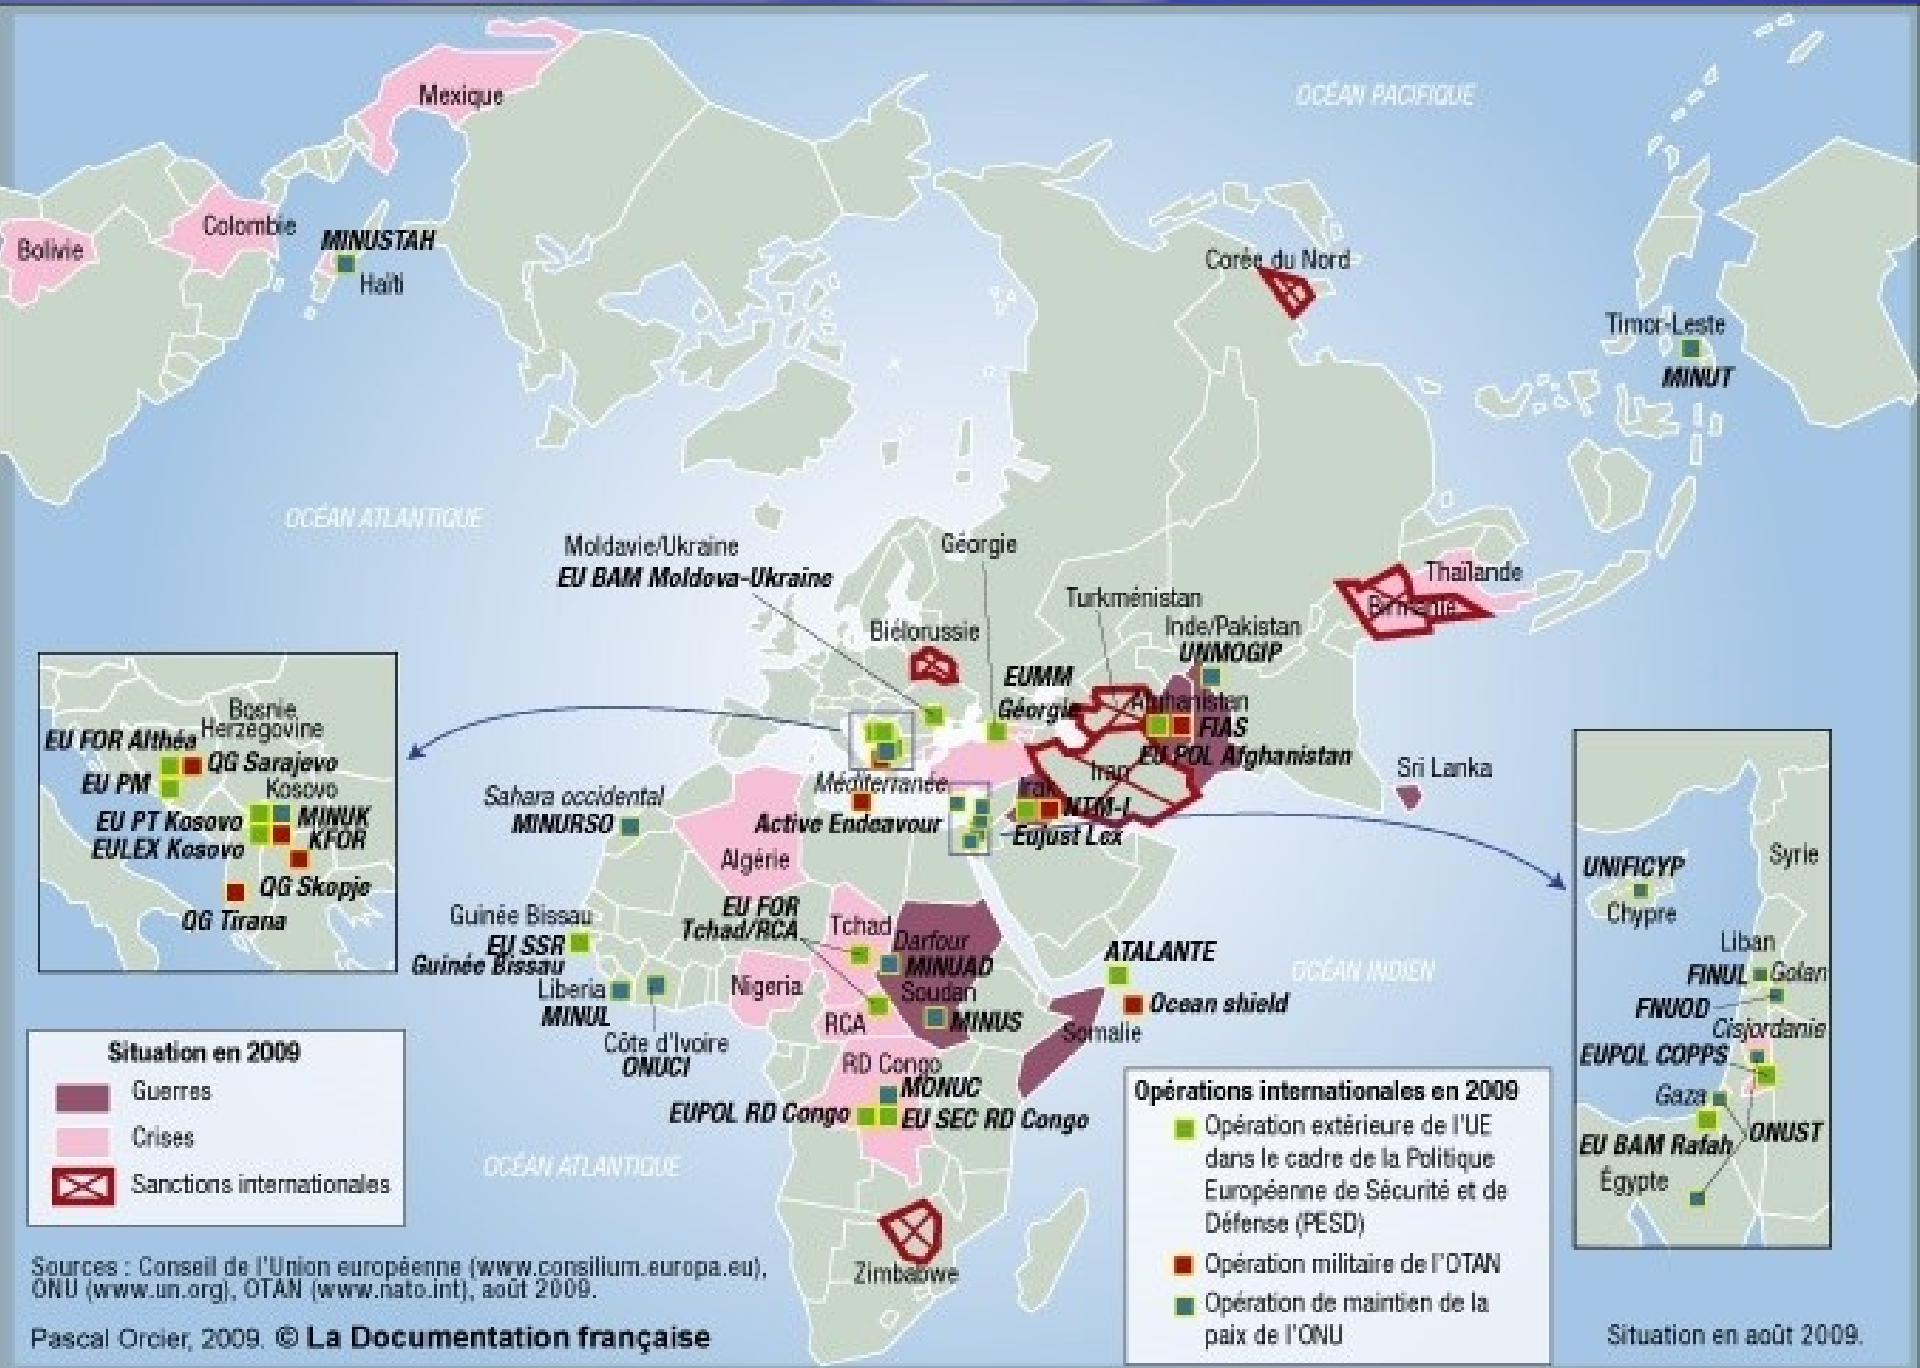 OCÉAN PACIFIQUE
Mexique
Colombie
Bolivie
MINUSTAH
Haïti
Corée du Nord
Timor-Leste
MINUT
OCÉAN ATLANTIQUE
Moldavie/Ukraine
EU BAM Moldova-Ukraine
Géorgie
Thaïlande
Birmanie
Turkménistan
Inde/Pakistan
UNMOGIP
Biélorussie
EUMM
Géorgie
Afghanistan
FIAS
EU POL Afghanistan
Iran
Irak
NTM-I
Eujust Lex
Sri Lanka
Méditerranée
Active Endeavour
Sahara occidental
MINURSO
Algérie
EU FOR
Tchad/RCA
Tchad
Darfour
MINUAD
Soudan
MINUS
Guinée Bissau
EU SSR
Guinée Bissau
Liberia
MINUL
Côte d'Ivoire
ONUCI
Nigeria
RCA
RD Congo
MONUC
EUPOL RD Congo
EU SEC RD Congo
ATALANTE
Ocean shield
Somalie
OCÉAN INDIEN
OCÉAN ATLANTIQUE
Zimbabwe
Bosnie
Herzégovine
EU FOR Althéa
QG Sarajevo
EU PM
Kosovo
EU PT Kosovo
MINUK
EULEX Kosovo
KFOR
QG Skopje
QG Tirana
UNIFICYP
Chypre
Syrie
Liban
FINUL
Golan
FNUOD
Cisjordanie
EUPOL COPPS
Gaza
ONUST
EU BAM Rafah
Égypte
Situation en 2009
Guerres
Crises
Sanctions internationales
Opérations internationales en 2009
Opération extérieure de l'UE
dans le cadre de la Politique
Européenne de Sécurité et de
Défense (PESD)
Opération militaire de l'OTAN
Opération de maintien de la
paix de l'ONU
Sources : Conseil de l'Union européenne (www.consilium.europa.eu),
ONU (www.un.org), OTAN (www.nato.int), août 2009.
Pascal Orcier, 2009. © La Documentation française
Situation en août 2009.